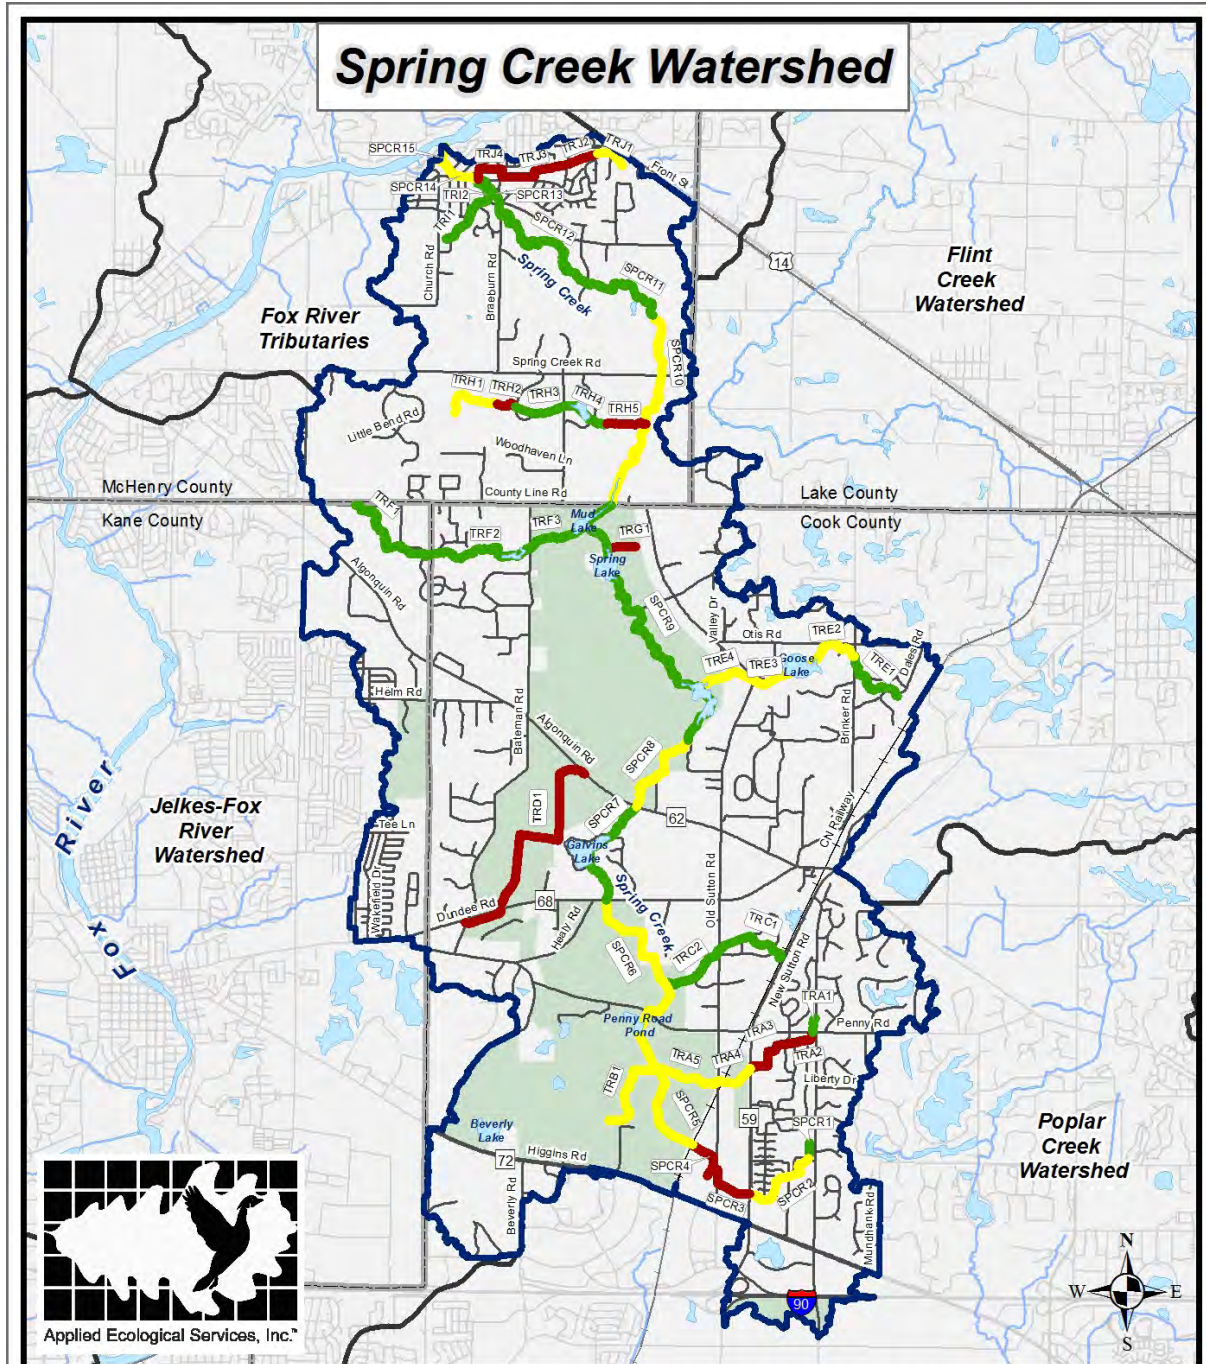 Spring Creek Watershed
SPCR15
TRJ4
TRJ3
TRJ2
TRJ1
Front St
SPCR14
TRI2
SPCR13
TRI1
SPCR12
14
Church Rd
Braeburn Rd
Spring Creek
SPCR11
Flint
Creek
Watershed
Fox River
Tributaries
SPCR10
Spring Creek Rd
TRH1
TRH2
TRH3
TRH4
TRH5
Little Bend Rd
Woodhaven Ln
McHenry County
County Line Rd
Lake County
Kane County
Cook County
TRF1
TRF2
TRF3
Mud
Lake
TRG1
Spring
Lake
Algonquin Rd
SPCR9
Valley Dr
Otis Rd
TRE2
TRE4
TRE3
Goose
Lake
TRE1
Dalest Rd
Helm Rd
Bateman Rd
Algonquin Rd
Brinker Rd
SPCR8
River
Jelkes-Fox
River
Watershed
TRD1
SPCR7
62
CN Railway
Tee Ln
Galvins
Lake
Wakefield Dr
Dundee Rd
68
Healy Rd
Spring Creek
Old Sutton Rd
Fox
SPCR6
TRC2
TRC1
New Sutton Rd
TRA1
Penny Road
Pond
TRA3
Penny Rd
TRA5
TRA4
TRA2
TRB1
Liberty Dr
SPCR5
59
SPCR1
Beverly
Lake
Higgins Rd
72
SPCR4
SPCR3
SPCR2
Poplar
Creek
Watershed
Beverly Rd
Mundhank Rd
90
N
W
E
S
Applied Ecological Services, Inc.™